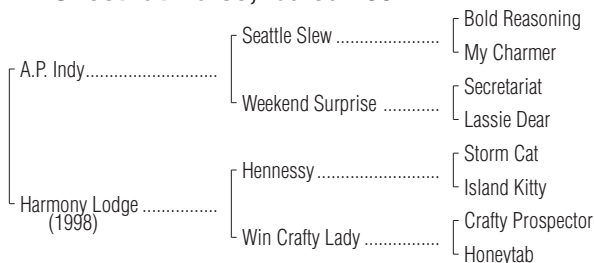 Bold Reasoning
Seattle Slew
My Charmer
A.P. Indy
Secretariat
Weekend Surprise
Lassie Dear
Storm Cat
Hennessy
Island Kitty
Harmony Lodge
(1998)
Crafty Prospector
Win Crafty Lady
Honeytab